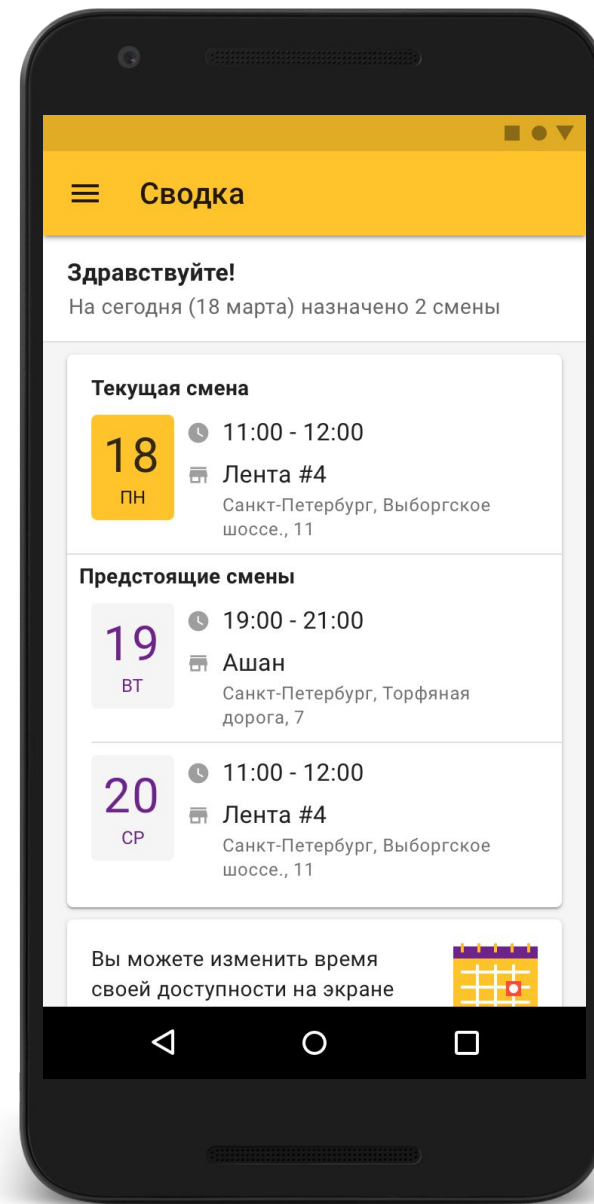 Сводка
Здравствуйте!
На сегодня (18 марта) назначено 2 смены
Текущая смена
18
ПН
11:00 - 12:00
Лента #4
Санкт-Петербург, Выборгское
шоссе., 11
Предстоящие смены
19
ВТ
19:00 - 21:00
Ашан
Санкт-Петербург, Торфяная
дорога, 7
20
СР
11:00 - 12:00
Лента #4
Санкт-Петербург, Выборгское
шоссе., 11
Вы можете изменить время
своей доступности на экране